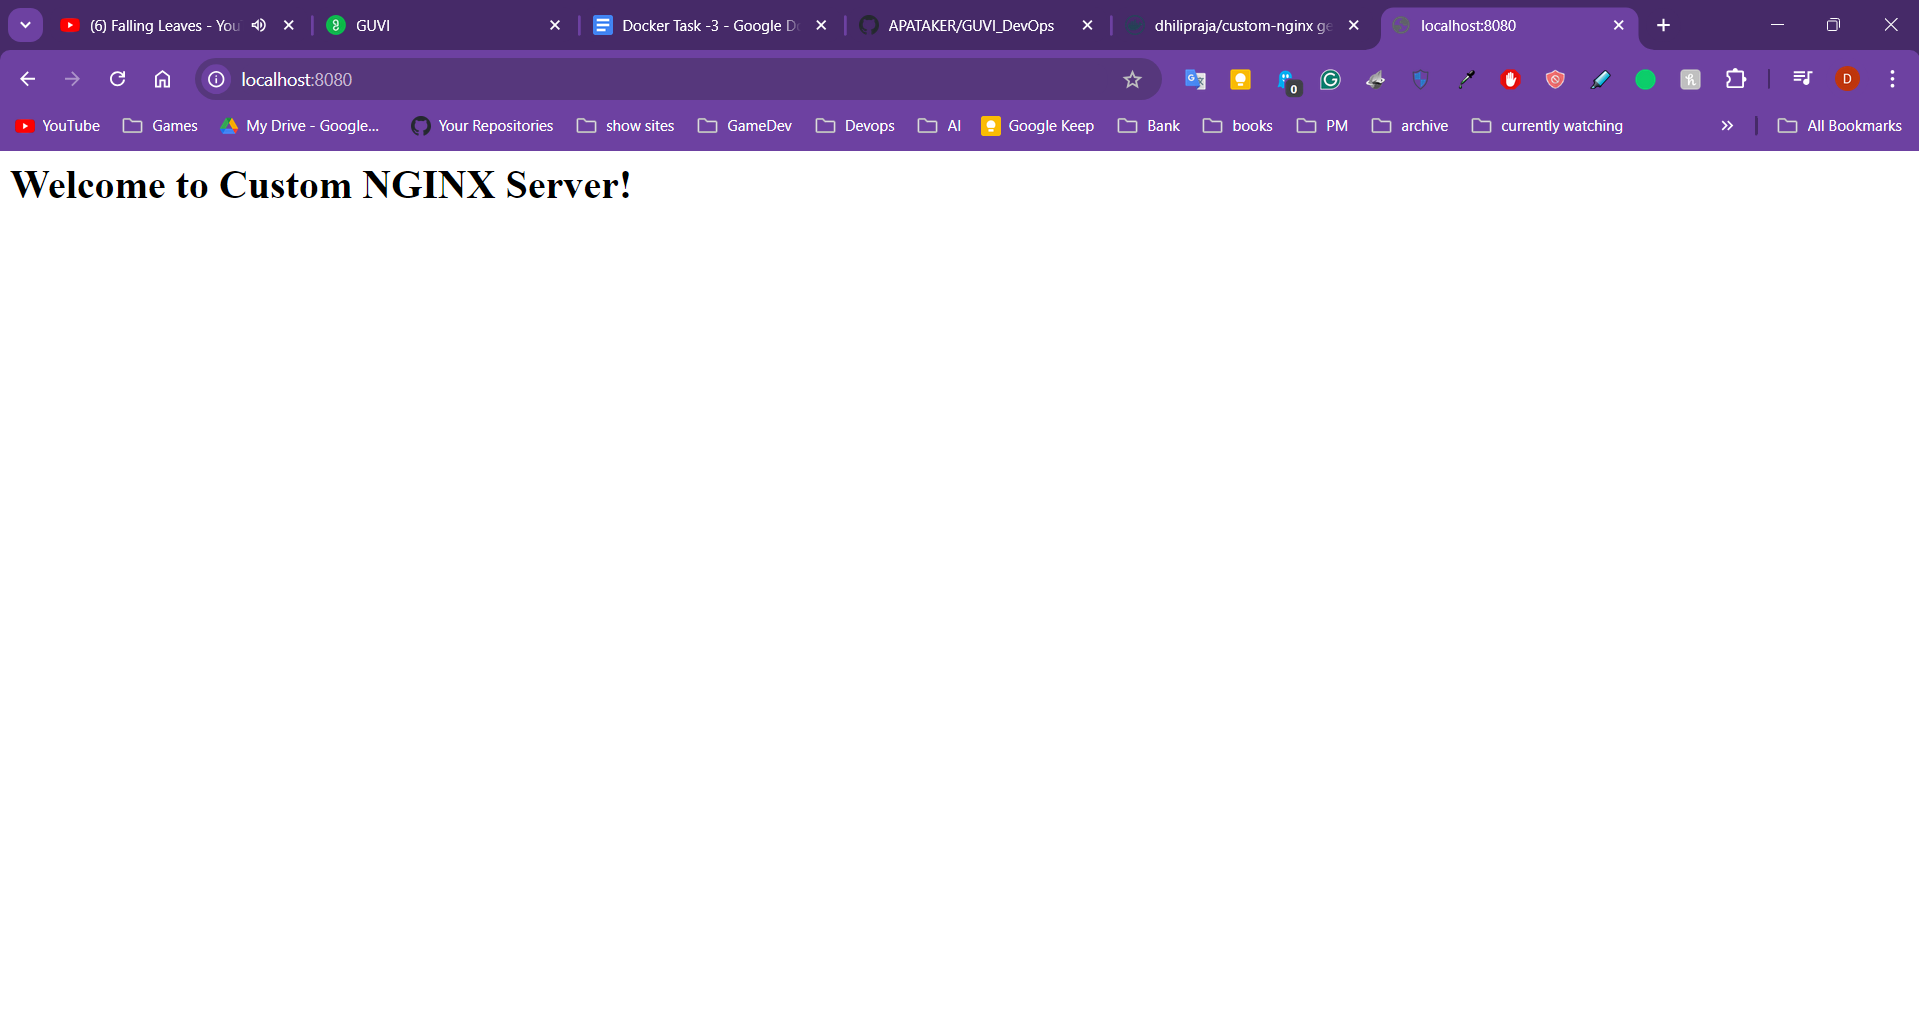 (6) Falling Leaves - You
GUVI
Docker Task -3 - Google D
APATAKER/GUVI_DevOps
dhilipraja/custom-nginx ge
localhost:8080
localhost:8080
0
D
YouTube
Games
My Drive - Google...
Your Repositories
show sites
GameDev
Devops
AI
Google Keep
Bank
books
PM
archive
currently watching
All Bookmarks
Welcome to Custom NGINX Server!